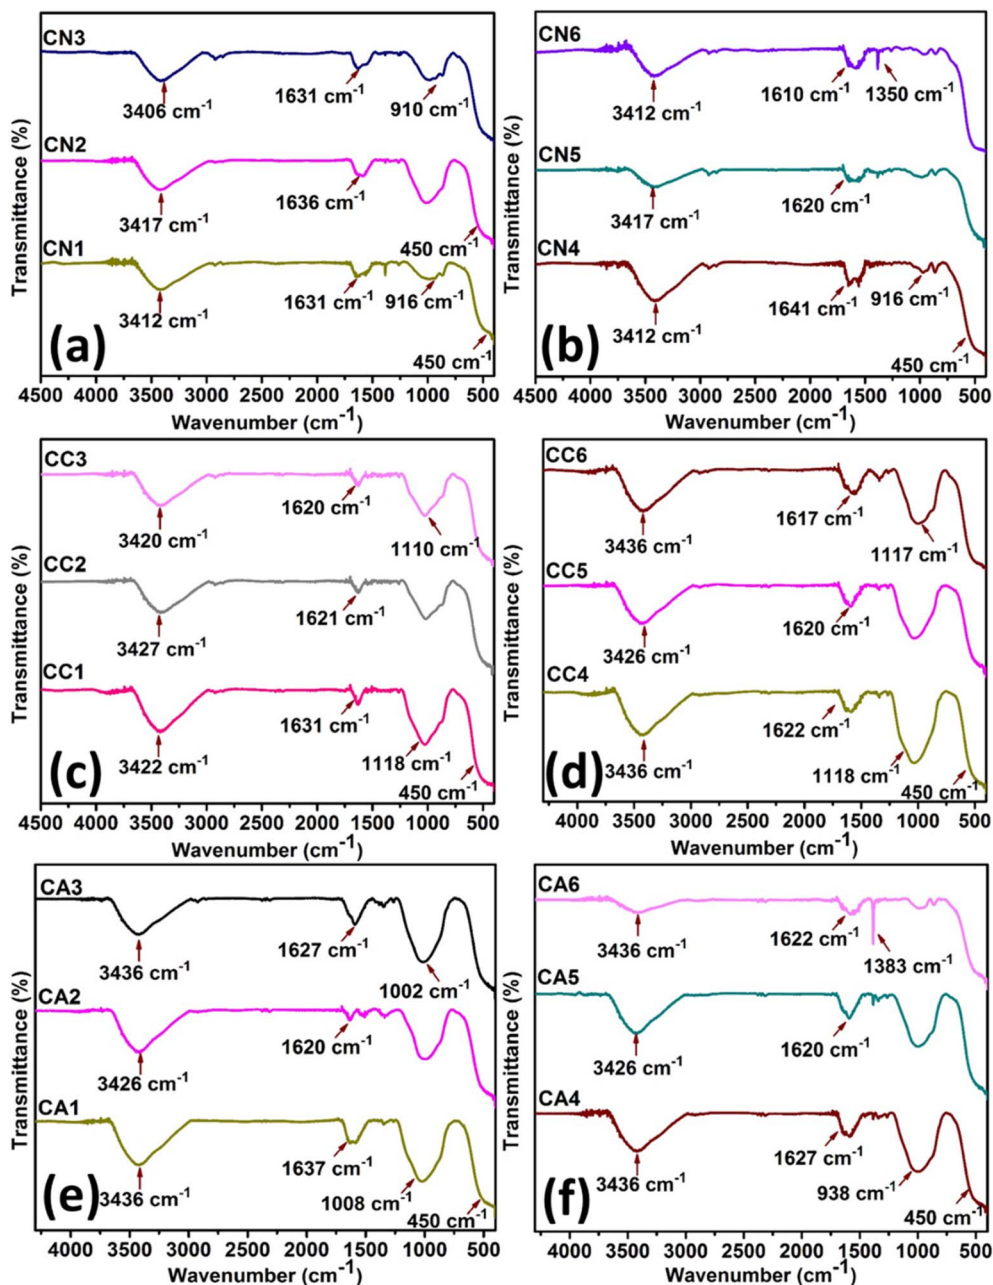 CN3
3406 cm⁻¹
1631 cm⁻¹
910 cm⁻¹
CN2
3417 cm⁻¹
1636 cm⁻¹
450 cm⁻¹
CN1
3412 cm⁻¹
1631 cm⁻¹
916 cm⁻¹
450 cm⁻¹
(a)
Transmittance (%)
4500 4000 3500 3000 2500 2000 1500 1000 500
Wavenumber (cm⁻¹)
CN6
3412 cm⁻¹
1610 cm⁻¹
1350 cm⁻¹
CN5
3417 cm⁻¹
1620 cm⁻¹
CN4
3412 cm⁻¹
1641 cm⁻¹
916 cm⁻¹
450 cm⁻¹
(b)
Transmittance (%)
4500 4000 3500 3000 2500 2000 1500 1000 500
Wavenumber (cm⁻¹)
CC3
3420 cm⁻¹
1620 cm⁻¹
1110 cm⁻¹
CC2
3427 cm⁻¹
1621 cm⁻¹
CC1
3422 cm⁻¹
1631 cm⁻¹
1118 cm⁻¹
450 cm⁻¹
(c)
Transmittance (%)
4500 4000 3500 3000 2500 2000 1500 1000 500
Wavenumber (cm⁻¹)
CC6
3436 cm⁻¹
1617 cm⁻¹
1117 cm⁻¹
CC5
3426 cm⁻¹
1620 cm⁻¹
CC4
3436 cm⁻¹
1622 cm⁻¹
1118 cm⁻¹
450 cm⁻¹
(d)
Transmittance (%)
4000 3500 3000 2500 2000 1500 1000 500
Wavenumber (cm⁻¹)
CA3
3436 cm⁻¹
1627 cm⁻¹
1002 cm⁻¹
CA2
3426 cm⁻¹
1620 cm⁻¹
CA1
3436 cm⁻¹
1637 cm⁻¹
1008 cm⁻¹
450 cm⁻¹
(e)
Transmittance (%)
4000 3500 3000 2500 2000 1500 1000 500
Wavenumber (cm⁻¹)
CA6
3436 cm⁻¹
1622 cm⁻¹
1383 cm⁻¹
CA5
3426 cm⁻¹
1620 cm⁻¹
CA4
3436 cm⁻¹
1627 cm⁻¹
938 cm⁻¹
450 cm⁻¹
(f)
Transmittance (%)
4000 3500 3000 2500 2000 1500 1000 500
Wavenumber (cm⁻¹)